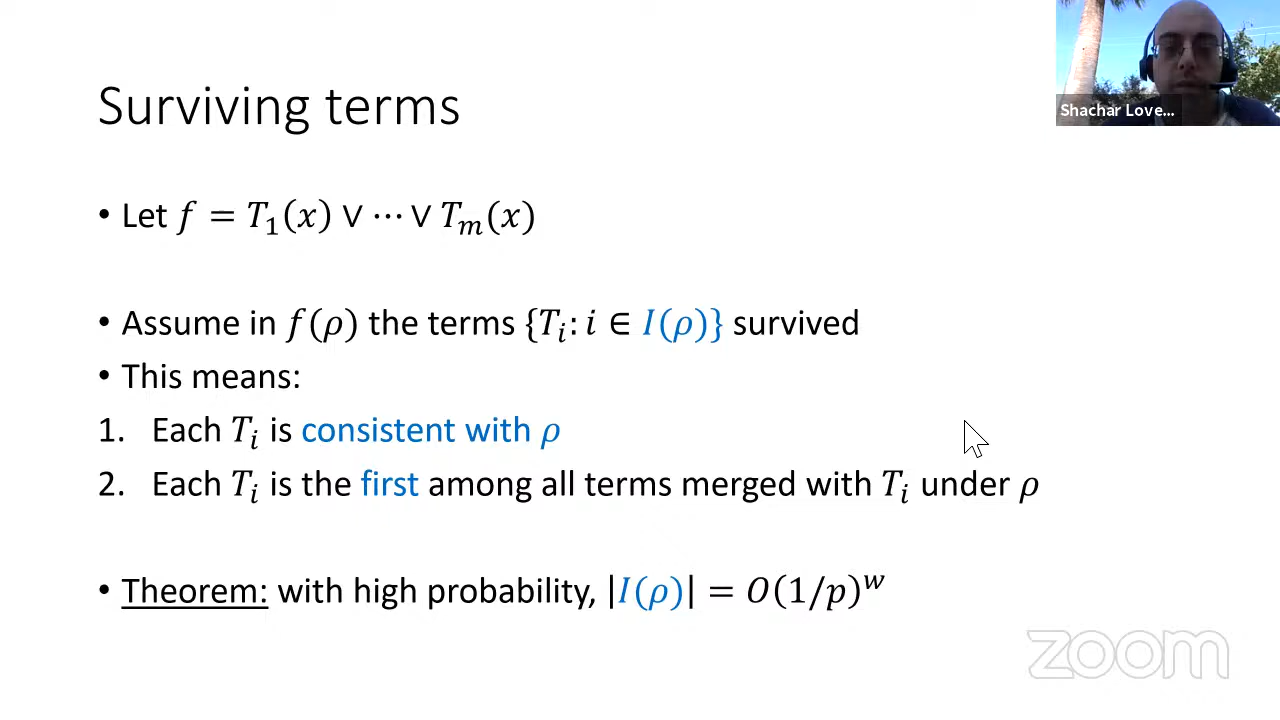 Shachar Love...
Surviving terms
• Let 𝑓 = 𝑇₁(𝑥) ∨ ⋯ ∨ 𝑇ₘ(𝑥)
• Assume in 𝑓(𝜌) the terms {𝑇ᵢ: 𝑖 ∈ 𝐼(𝜌)} survived
• This means:
1. Each 𝑇ᵢ is consistent with 𝜌
2. Each 𝑇ᵢ is the first among all terms merged with 𝑇ᵢ under 𝜌
• Theorem: with high probability, |𝐼(𝜌)| = 𝑂(1/𝑝)ʷ
zoom